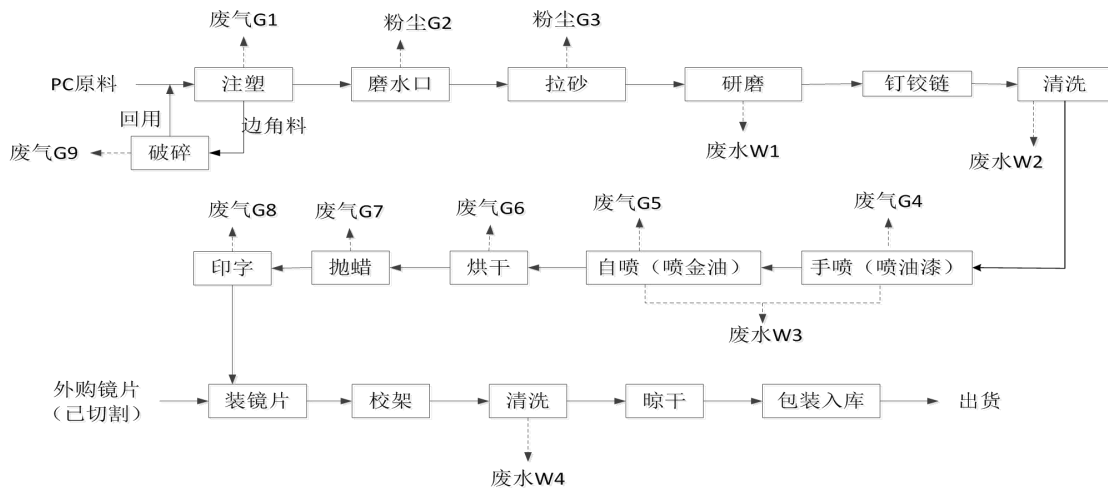 废气G1
粉尘G2
粉尘G3
PC原料
注塑
磨水口
拉砂
研磨
钉铰链
清洗
回用
边角料
废气G9
破碎
废水W1
废水W2
废气G8
废气G7
废气G6
废气G5
废气G4
印字
抛蜡
烘干
自喷（喷金油）
手喷（喷油漆）
废水W3
外购镜片
（已切割）
装镜片
校架
清洗
晾干
包装入库
出货
废水W4